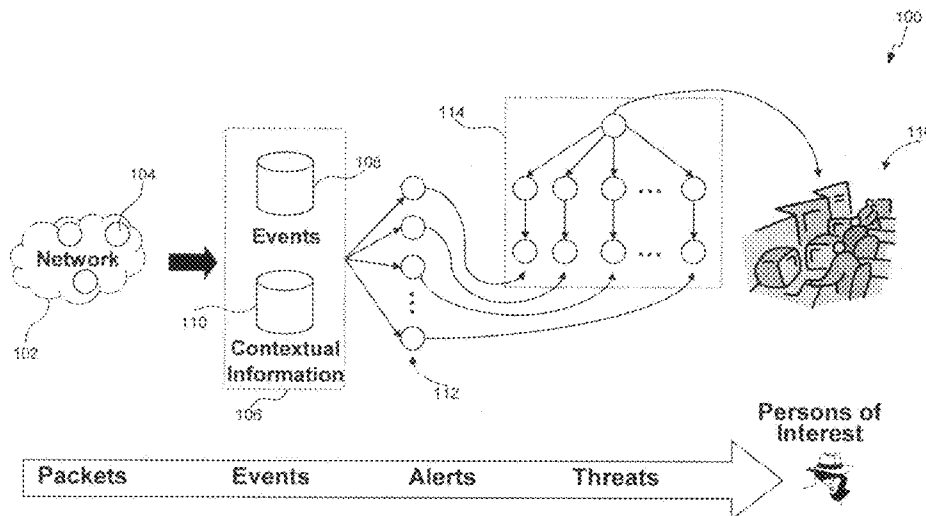 100
114
104
108
Network
Events
110
102
Contextual
Information
106
112
Persons of
Interest
Packets
Events
Alerts
Threats